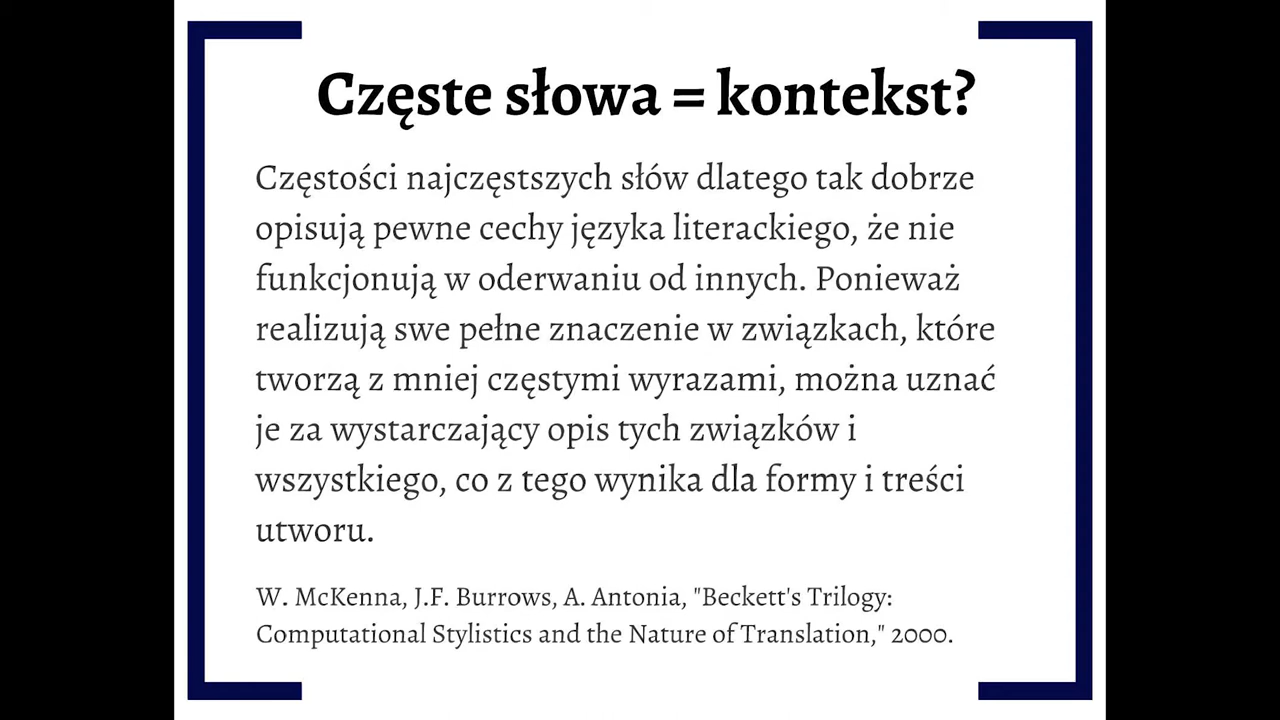 Częste słowa = kontekst?
Częstości najczęstszych słów dlatego tak dobrze
opisują pewne cechy języka literackiego, że nie
funkcjonują w oderwaniu od innych. Ponieważ
realizują swe pełne znaczenie w związkach, które
tworzą z mniej częstymi wyrazami, można uznać
je za wystarczający opis tych związków i
wszystkiego, co z tego wynika dla formy i treści
utworu.
W. McKenna, J.F. Burrows, A. Antonia, "Beckett's Trilogy:
Computational Stylistics and the Nature of Translation," 2000.